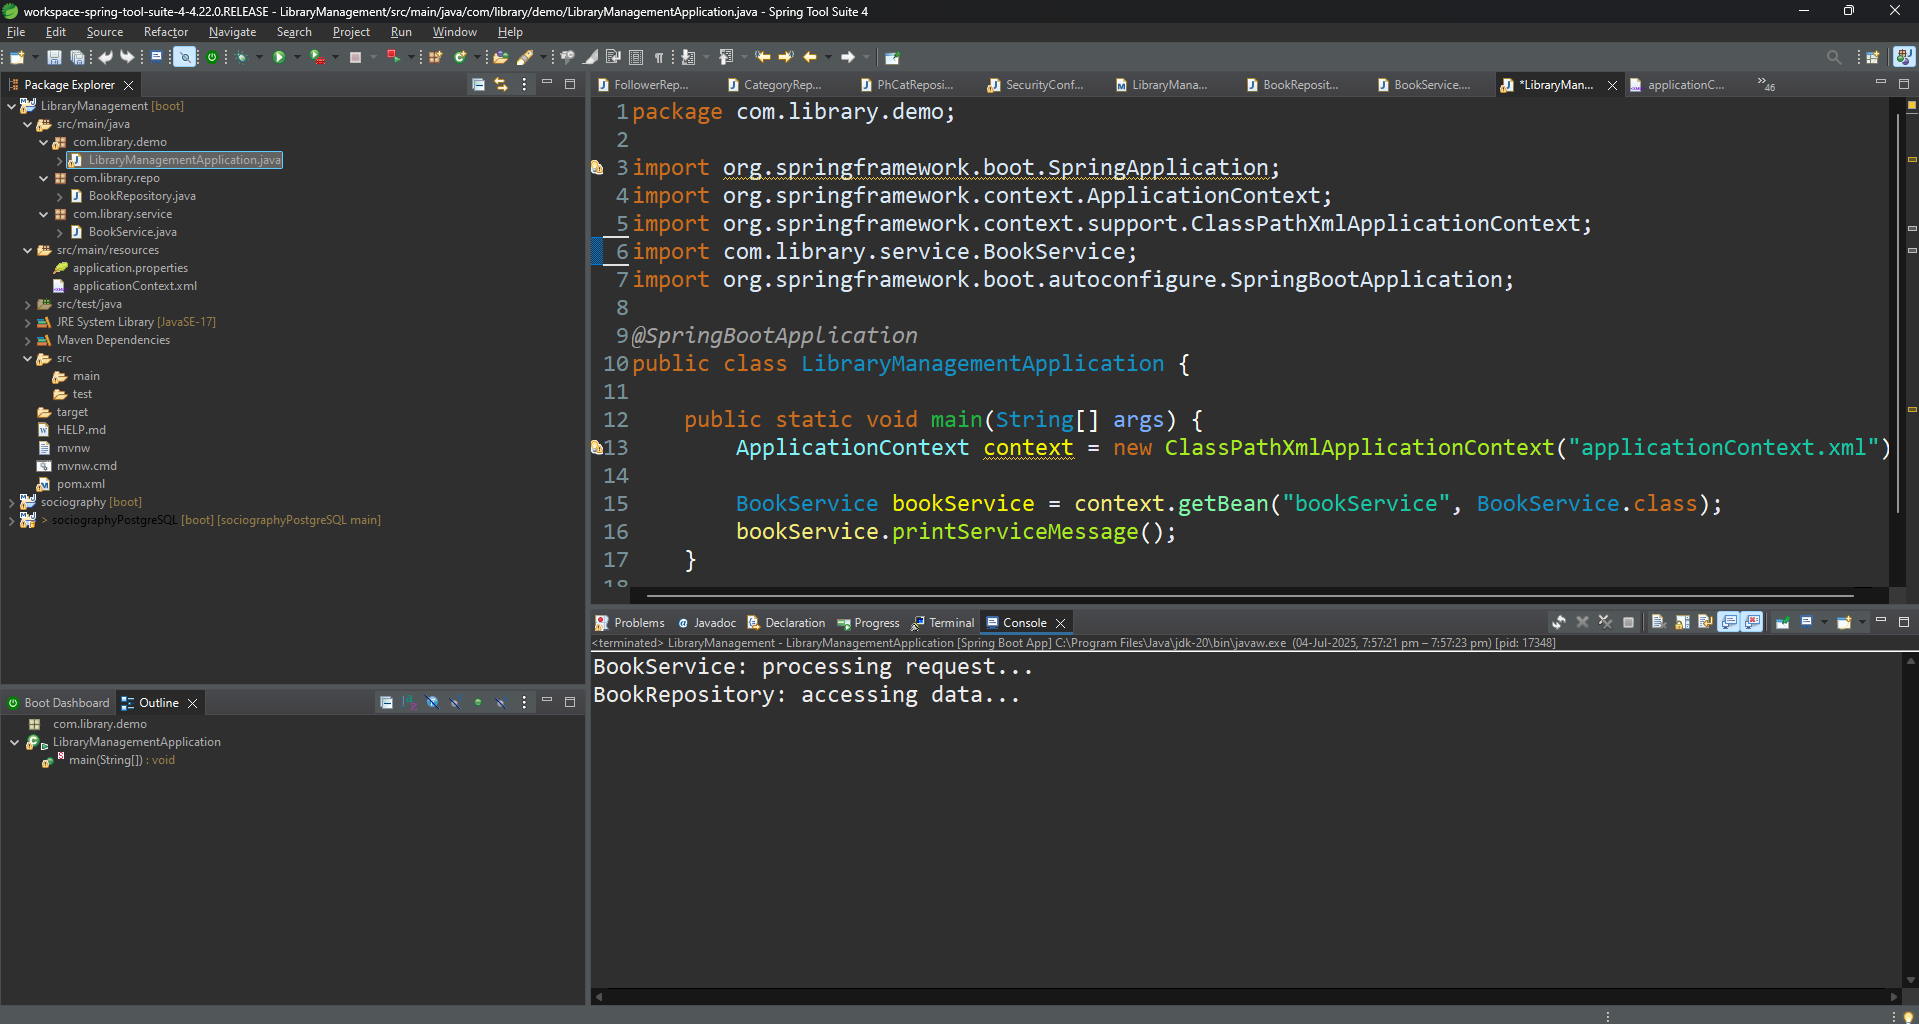 workspace-spring-tool-suite-4-4.22.0.RELEASE - LibraryManagement/src/main/java/com/library/demo/LibraryManagementApplication.java - Spring Tool Suite 4
File Edit Source Refactor Navigate Search Project Run Window Help
Package Explorer
LibraryManagement [boot]
src/main/java
com.library.demo
LibraryManagementApplication.java
com.library.repo
BookRepository.java
com.library.service
BookService.java
src/main/resources
application.properties
applicationContext.xml
src/test/java
JRE System Library [JavaSE-17]
Maven Dependencies
src
main
test
target
HELP.md
mvnw
mvnw.cmd
pom.xml
sociography [boot]
> sociographyPostgreSQL [boot] [sociographyPostgreSQL main]
Boot Dashboard Outline
com.library.demo
LibraryManagementApplication
main(String[]) : void
FollowerRep... CategoryRep... PhCatReposi... SecurityConf... LibraryMana... BookReposit... BookService.... *LibraryMan... applicationC... »46
1 package com.library.demo;
2
3 import org.springframework.boot.SpringApplication;
4 import org.springframework.context.ApplicationContext;
5 import org.springframework.context.support.ClassPathXmlApplicationContext;
6 import com.library.service.BookService;
7 import org.springframework.boot.autoconfigure.SpringBootApplication;
8
9 @SpringBootApplication
10 public class LibraryManagementApplication {
11
12 public static void main(String[] args) {
13 ApplicationContext context = new ClassPathXmlApplicationContext("applicationContext.xml")
14
15 BookService bookService = context.getBean("bookService", BookService.class);
16 bookService.printServiceMessage();
17 }
18
Problems Javadoc Declaration Progress Terminal Console
<terminated> LibraryManagement - LibraryManagementApplication [Spring Boot App] C:\Program Files\Java\jdk-20\bin\javaw.exe (04-Jul-2025, 7:57:21 pm – 7:57:23 pm) [pid: 17348]
BookService: processing request...
BookRepository: accessing data...